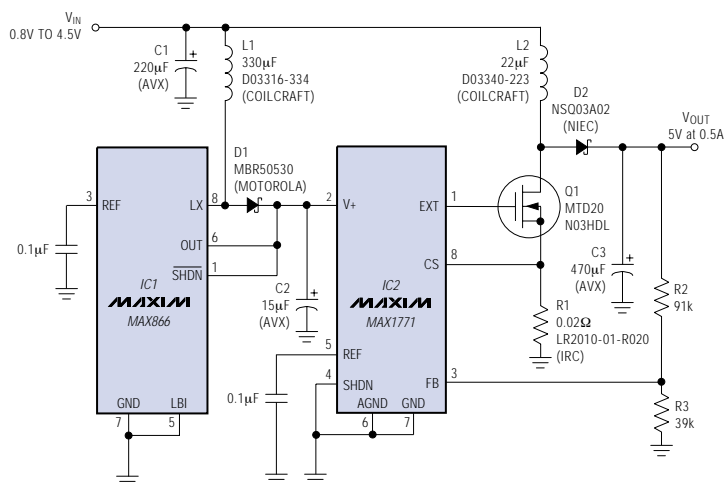 VIN
0.8V TO 4.5V
C1
220µF
(AVX)
L1
330µF
D03316-334
(COILCRAFT)
L2
22µF
D03340-223
(COILCRAFT)
D2
NSQ03A02
(NIEC)
VOUT
5V at 0.5A
D1
MBR50530
(MOTOROLA)
3
REF
LX
8
OUT
6
SHDN
1
IC1
MAXIM
MAX866
GND
7
LBI
5
0.1µF
C2
15µF
(AVX)
2
V+
EXT
1
CS
8
IC2
MAXIM
MAX1771
5
REF
4
SHDN
FB
3
AGND
6
GND
7
0.1µF
Q1
MTD20
N03HDL
C3
470µF
(AVX)
R1
0.02Ω
LR2010-01-R020
(IRC)
R2
91k
R3
39k